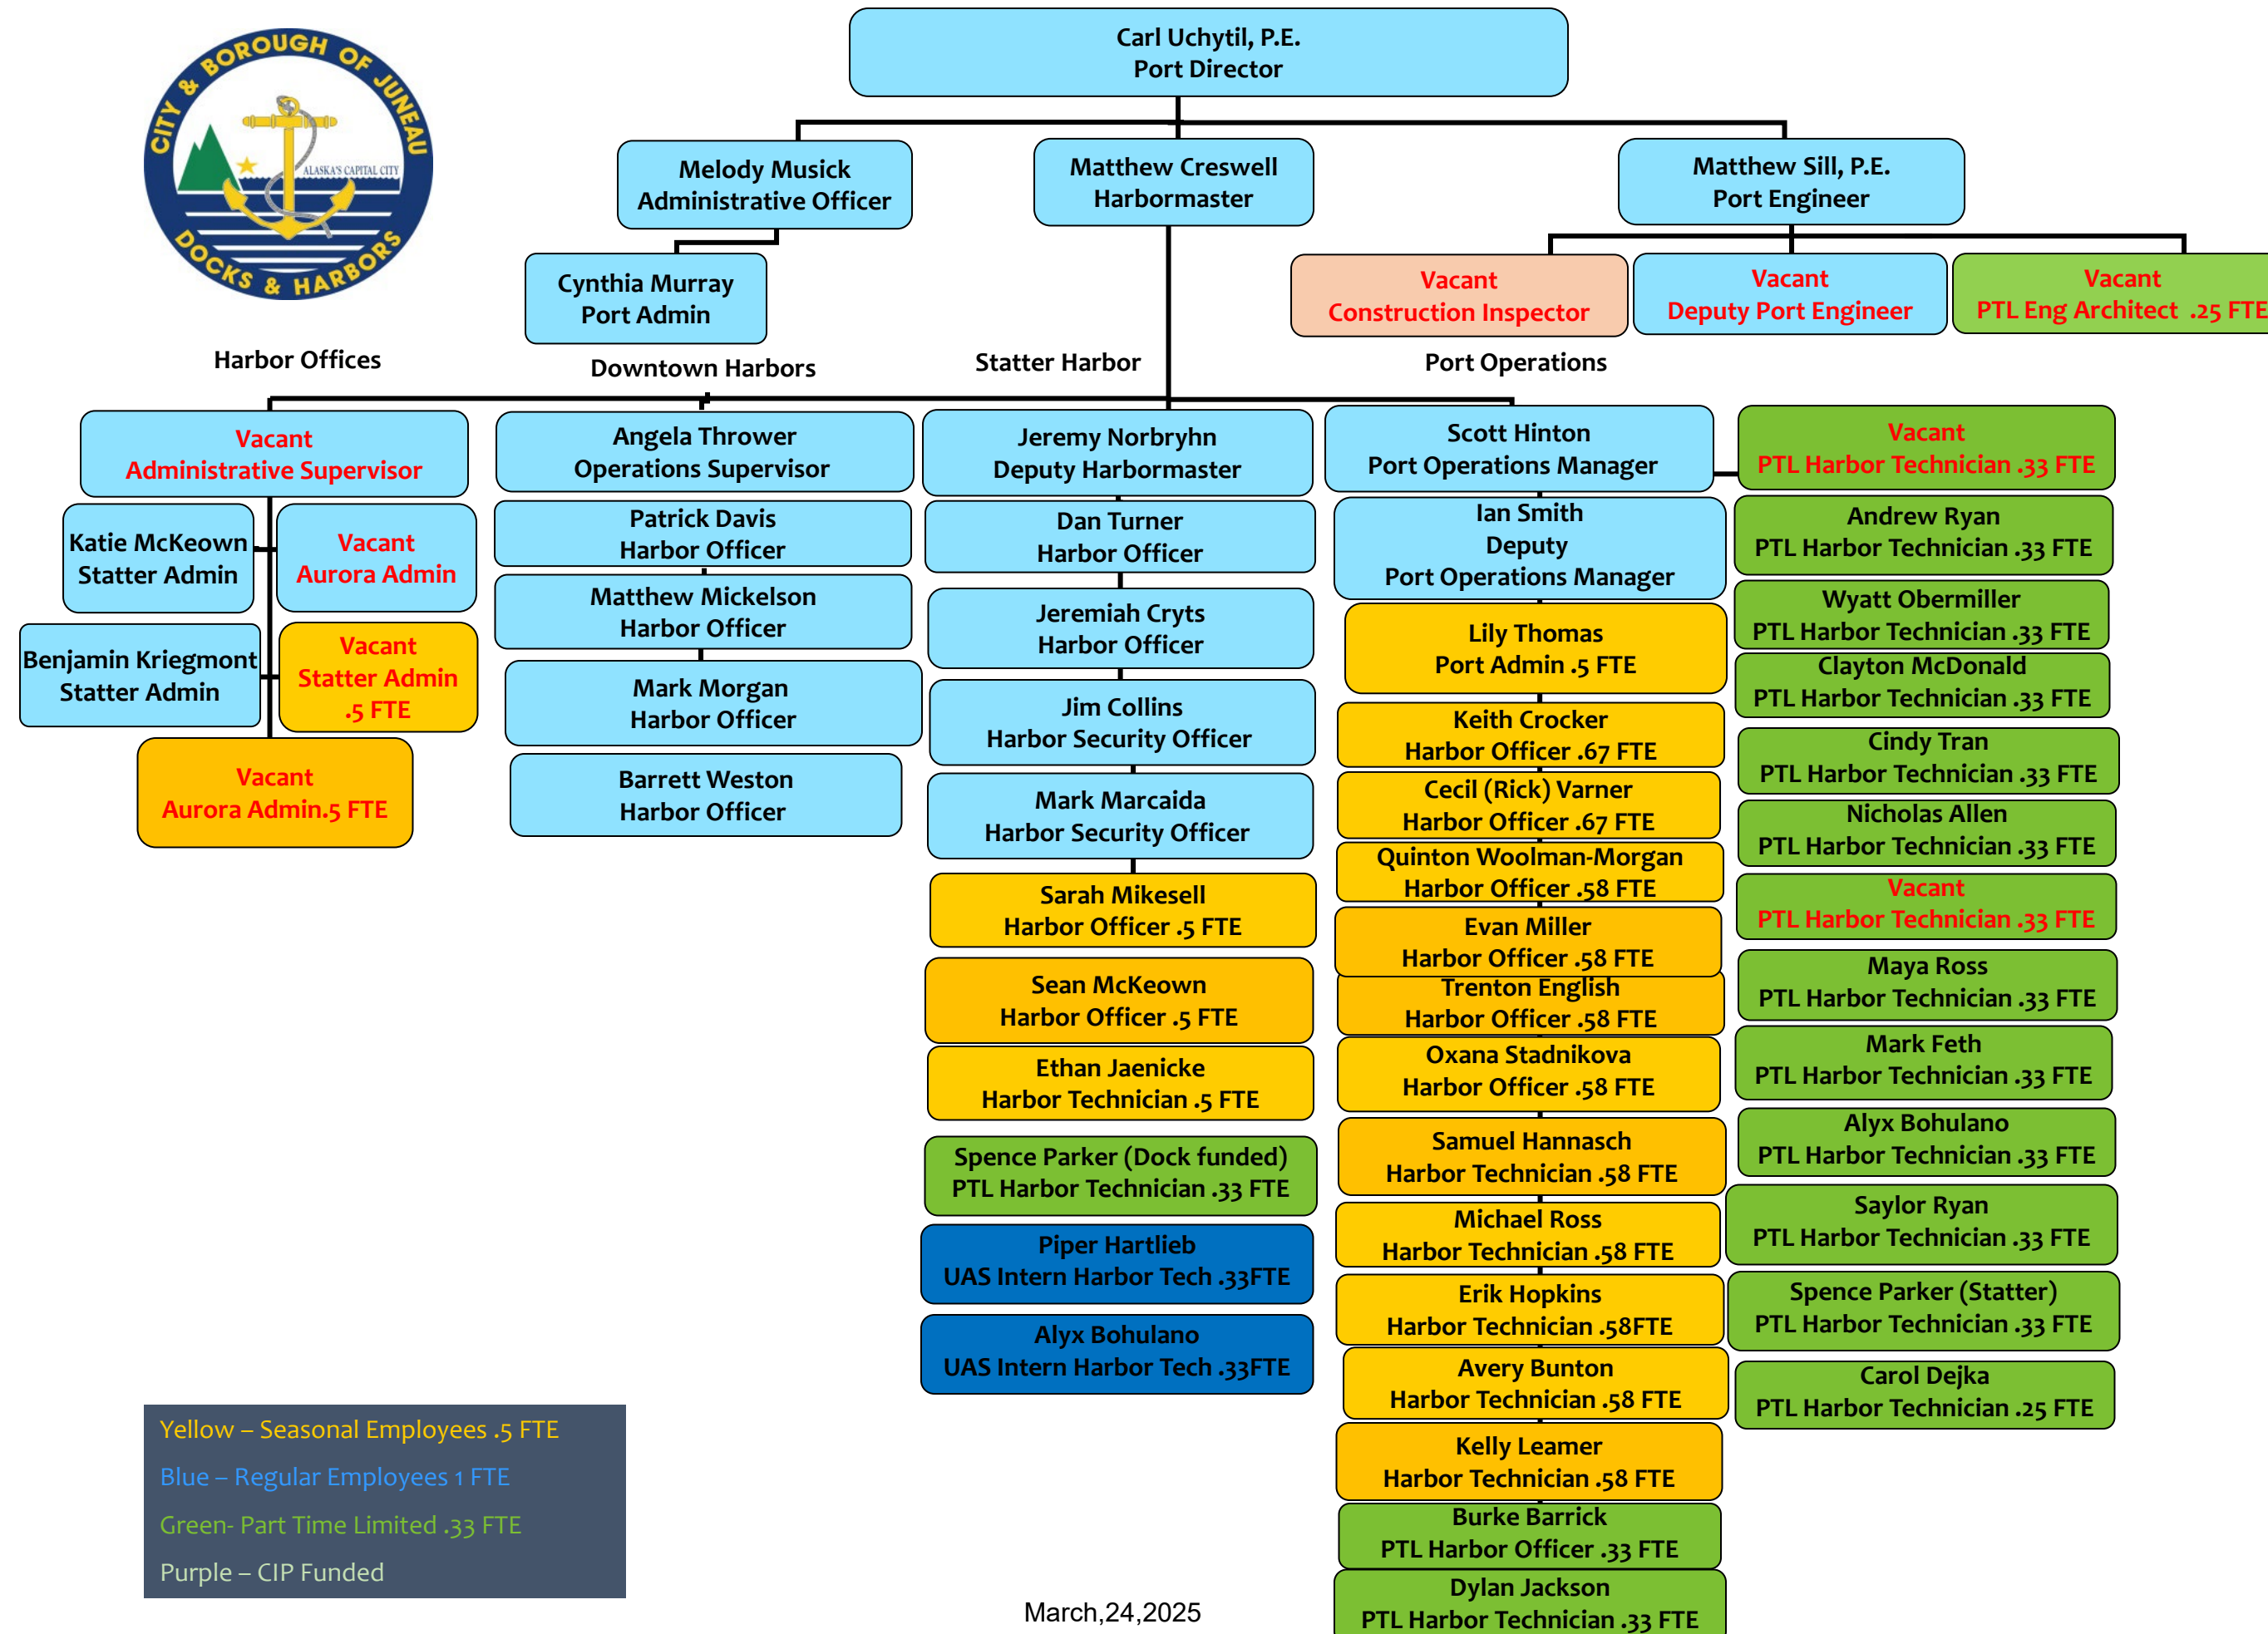 CITY & BOROUGH OF JUNEAU
ALASKA'S CAPITAL CITY
DOCKS & HARBORS
Carl Uchytil, P.E.
Port Director
Melody Musick
Administrative Officer
Matthew Creswell
Harbormaster
Matthew Sill, P.E.
Port Engineer
Cynthia Murray
Port Admin
Vacant
Construction Inspector
Vacant
Deputy Port Engineer
Vacant
PTL Eng Architect .25 FTE
Harbor Offices
Downtown Harbors
Statter Harbor
Port Operations
Vacant
Administrative Supervisor
Katie McKeown
Statter Admin
Vacant
Aurora Admin
Benjamin Kriegmont
Statter Admin
Vacant
Statter Admin
.5 FTE
Vacant
Aurora Admin.5 FTE
Angela Thrower
Operations Supervisor
Patrick Davis
Harbor Officer
Matthew Mickelson
Harbor Officer
Mark Morgan
Harbor Officer
Barrett Weston
Harbor Officer
Jeremy Norbryhn
Deputy Harbormaster
Dan Turner
Harbor Officer
Jeremiah Cryts
Harbor Officer
Jim Collins
Harbor Security Officer
Mark Marcaida
Harbor Security Officer
Sarah Mikesell
Harbor Officer .5 FTE
Sean McKeown
Harbor Officer .5 FTE
Ethan Jaenicke
Harbor Technician .5 FTE
Spence Parker (Dock funded)
PTL Harbor Technician .33 FTE
Piper Hartlieb
UAS Intern Harbor Tech .33FTE
Alyx Bohulano
UAS Intern Harbor Tech .33FTE
Scott Hinton
Port Operations Manager
Ian Smith
Deputy
Port Operations Manager
Lily Thomas
Port Admin .5 FTE
Keith Crocker
Harbor Officer .67 FTE
Cecil (Rick) Varner
Harbor Officer .67 FTE
Quinton Woolman-Morgan
Harbor Officer .58 FTE
Evan Miller
Harbor Officer .58 FTE
Trenton English
Harbor Officer .58 FTE
Oxana Stadnikova
Harbor Officer .58 FTE
Samuel Hannasch
Harbor Technician .58 FTE
Michael Ross
Harbor Technician .58 FTE
Erik Hopkins
Harbor Technician .58FTE
Avery Bunton
Harbor Technician .58 FTE
Kelly Leamer
Harbor Technician .58 FTE
Burke Barrick
PTL Harbor Officer .33 FTE
Dylan Jackson
PTL Harbor Technician .33 FTE
Vacant
PTL Harbor Technician .33 FTE
Andrew Ryan
PTL Harbor Technician .33 FTE
Wyatt Obermiller
PTL Harbor Technician .33 FTE
Clayton McDonald
PTL Harbor Technician .33 FTE
Cindy Tran
PTL Harbor Technician .33 FTE
Nicholas Allen
PTL Harbor Technician .33 FTE
Vacant
PTL Harbor Technician .33 FTE
Maya Ross
PTL Harbor Technician .33 FTE
Mark Feth
PTL Harbor Technician .33 FTE
Alyx Bohulano
PTL Harbor Technician .33 FTE
Saylor Ryan
PTL Harbor Technician .33 FTE
Spence Parker (Statter)
PTL Harbor Technician .33 FTE
Carol Dejka
PTL Harbor Technician .25 FTE
Yellow – Seasonal Employees .5 FTE
Blue – Regular Employees 1 FTE
Green- Part Time Limited .33 FTE
Purple – CIP Funded
March,24,2025